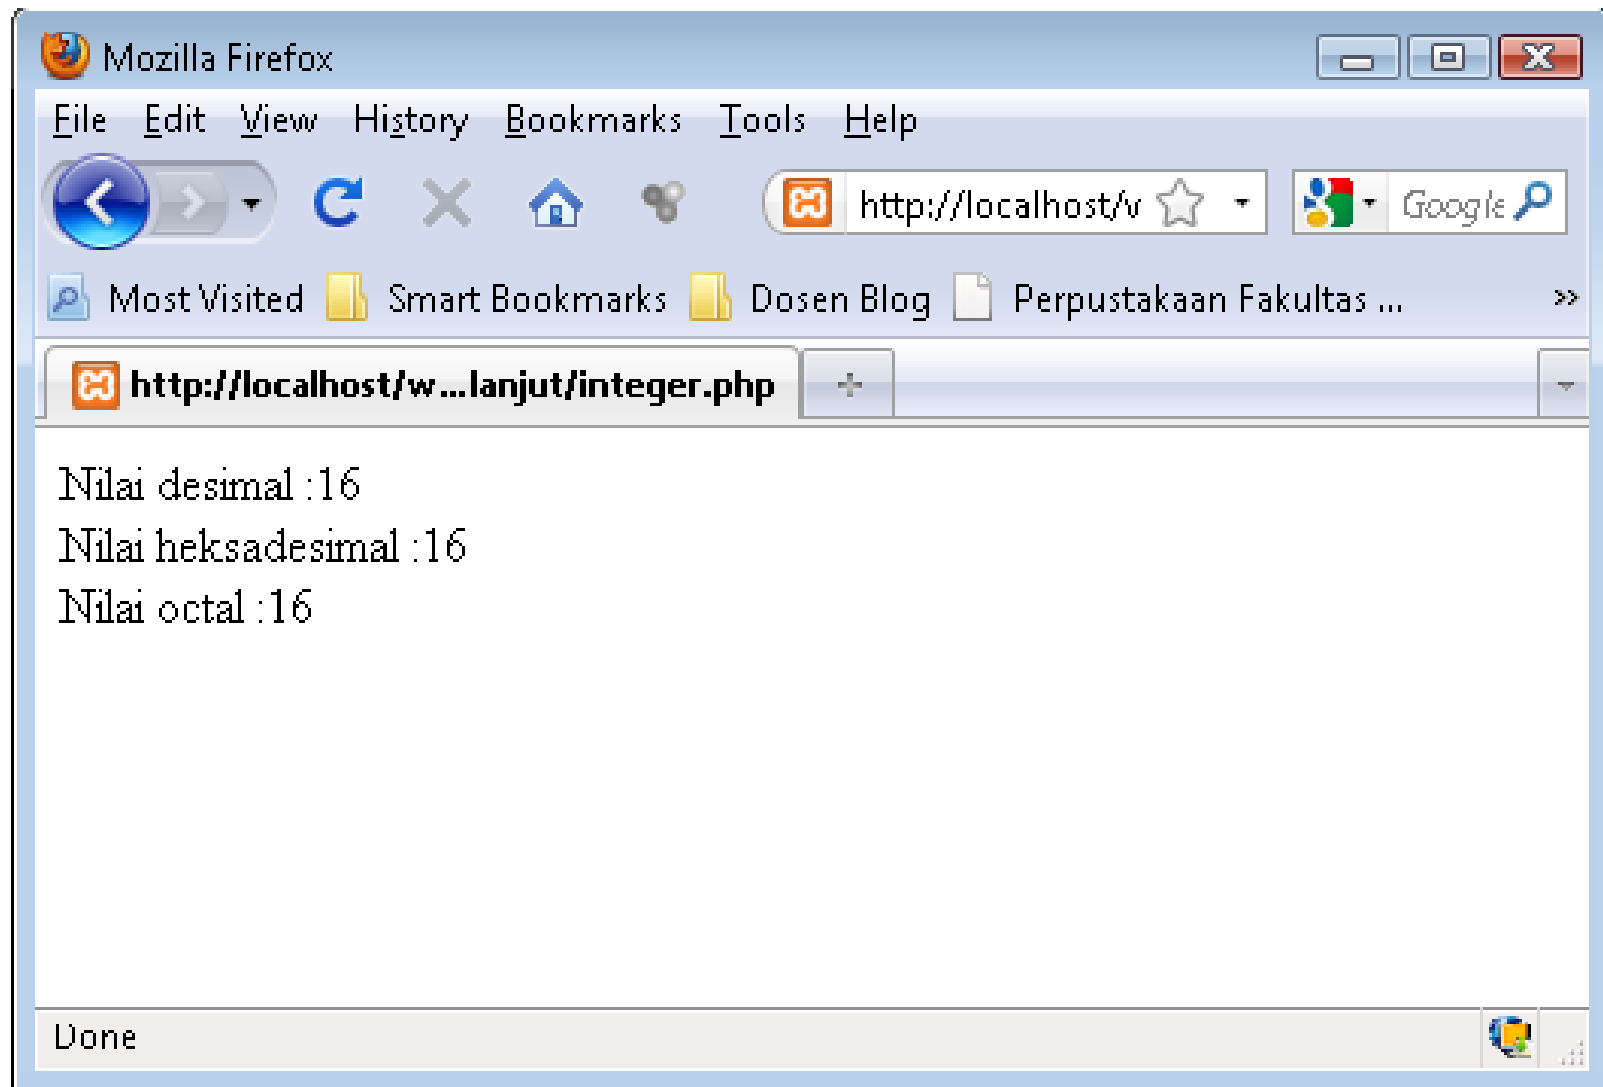 Mozilla Firefox
File Edit View History Bookmarks Tools Help
http://localhost/v Google
Most Visited Smart Bookmarks Dosen Blog Perpustakaan Fakultas ... »
http://localhost/w...lanjut/integer.php
Nilai desimal :16
Nilai heksadesimal :16
Nilai octal :16
Done